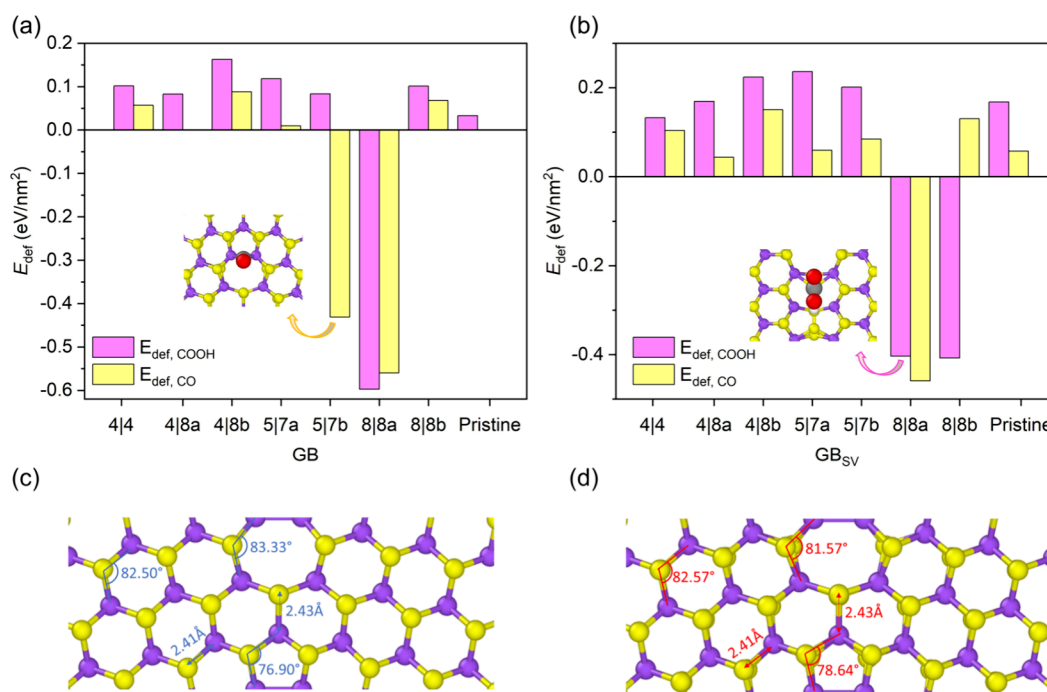 (a)
0.2
0.1
0.0
-0.1
-0.2
-0.3
-0.4
-0.5
-0.6
E_def (eV/nm²)
E_def, COOH
E_def, CO
4|4 4|8a 4|8b 5|7a 5|7b 8|8a 8|8b Pristine
GB
(b)
0.2
0.0
-0.2
-0.4
E_def (eV/nm²)
E_def, COOH
E_def, CO
4|4 4|8a 4|8b 5|7a 5|7b 8|8a 8|8b Pristine
GB_SV
(c)
83.33°
82.50°
2.43Å
2.41Å
76.90°
(d)
81.57°
82.57°
2.43Å
2.41Å
78.64°